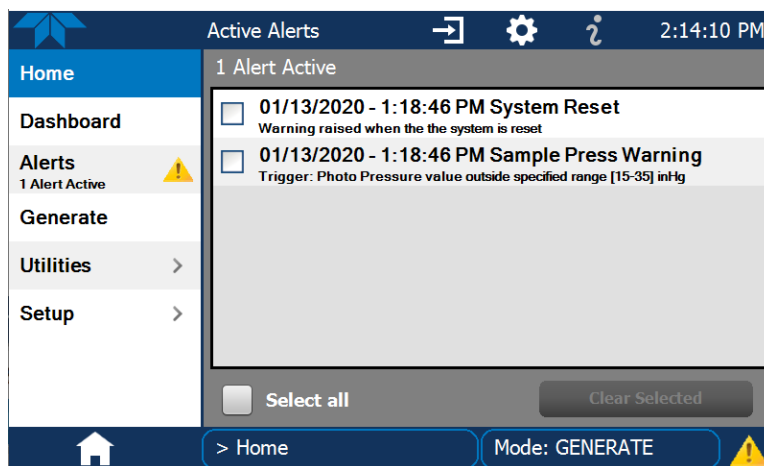 Active Alerts
2:14:10 PM
Home
1 Alert Active
Dashboard
01/13/2020 - 1:18:46 PM System Reset
Warning raised when the the system is reset
Alerts
1 Alert Active
01/13/2020 - 1:18:46 PM Sample Press Warning
Trigger: Photo Pressure value outside specified range [15-35] inHg
Generate
Utilities
Setup
Select all
Clear Selected
> Home
Mode: GENERATE